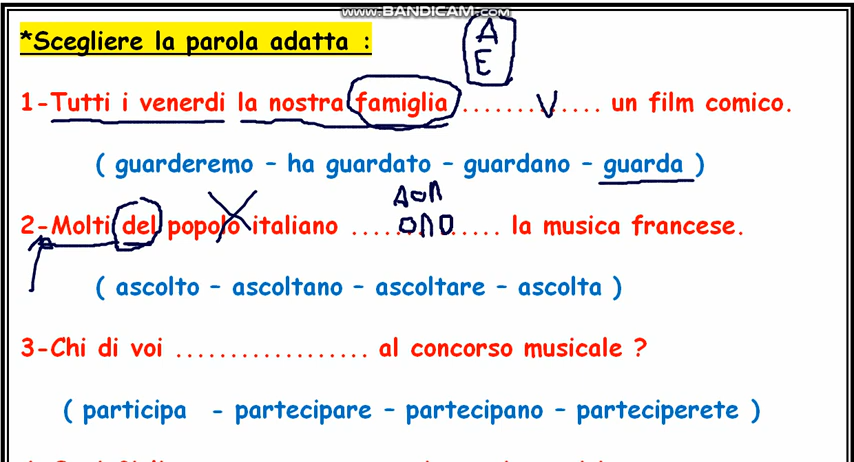 WWW.BANDICAM.COM
*Scegliere la parola adatta :
A
E
1-Tutti i venerdi la nostra famiglia .............. un film comico.
V
( guarderemo - ha guardato - guardano - guarda )
2-Molti del popolo italiano .............. la musica francese.
( ascolto - ascoltano - ascoltare - ascolta )
3-Chi di voi ................... al concorso musicale ?
( participa - partecipare - partecipano - parteciperete )